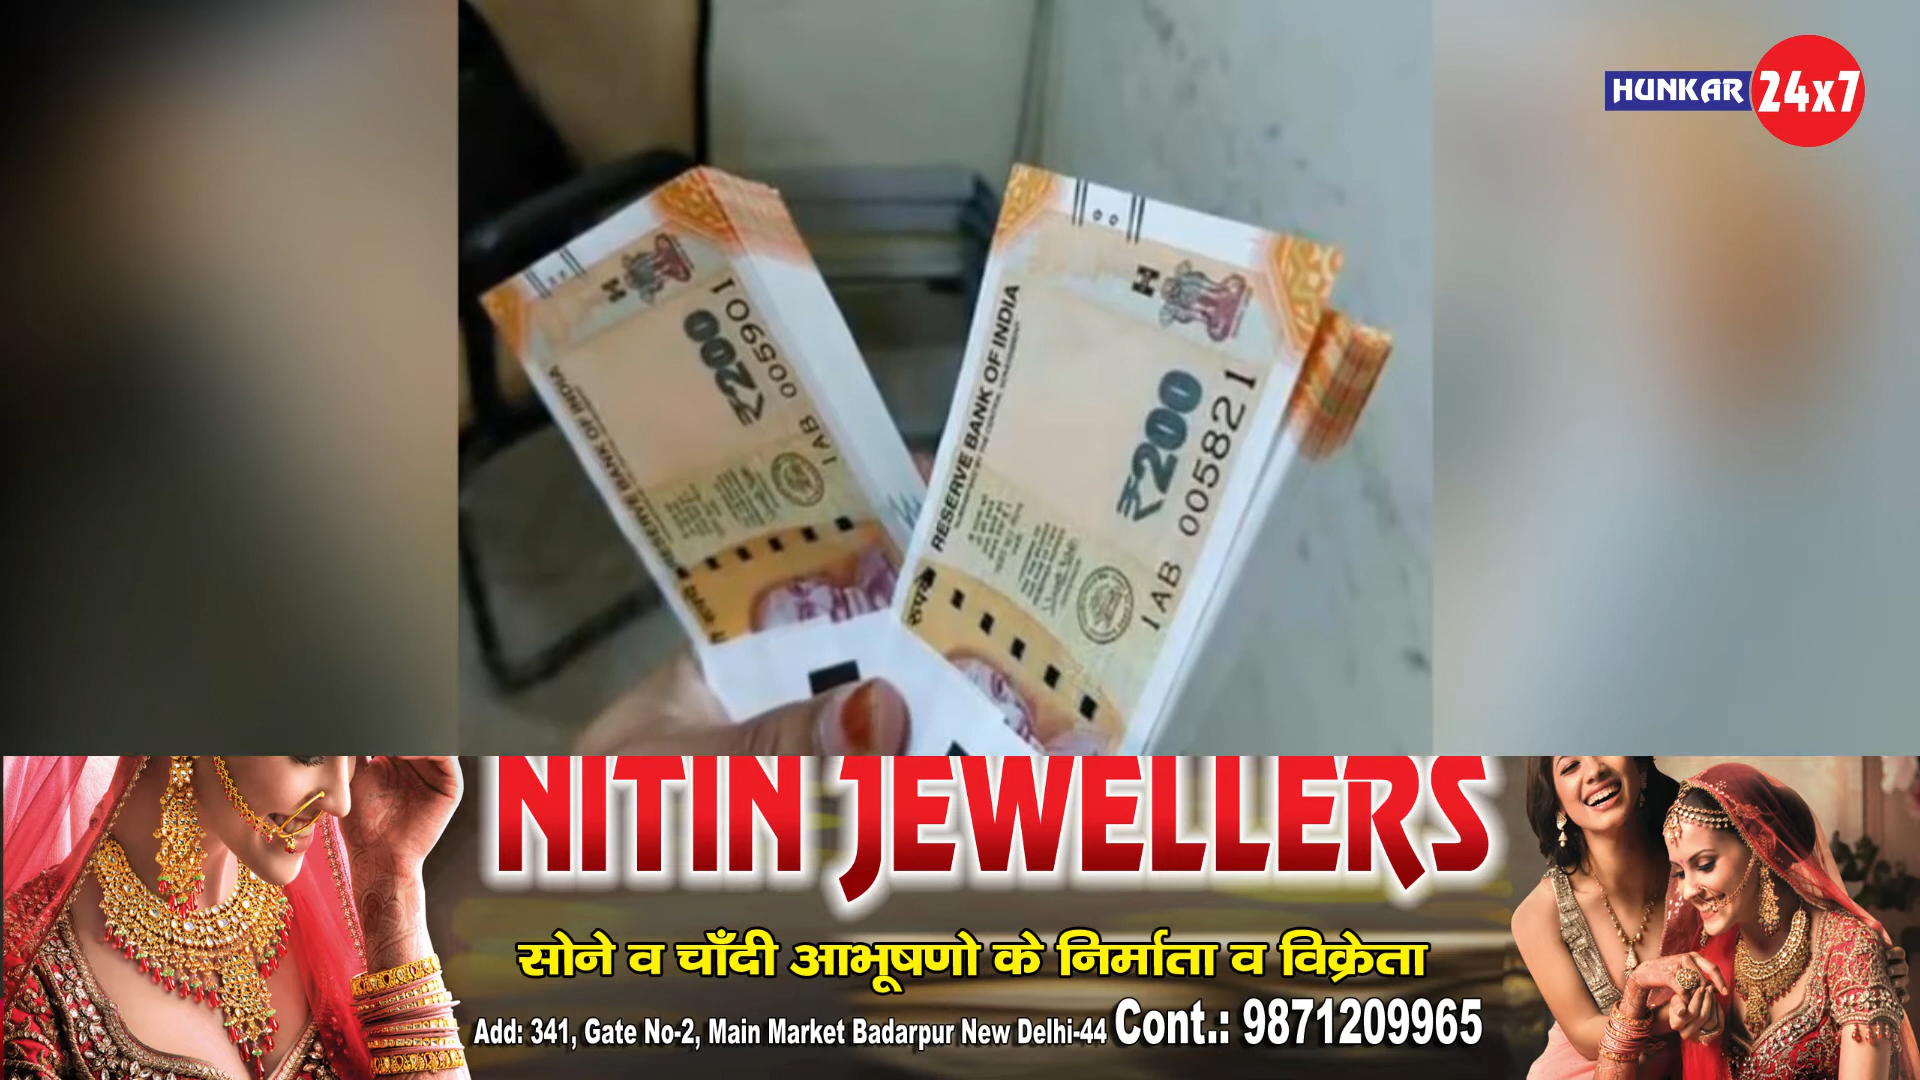 HUNKAR 24x7
₹200
1AB 005901
RESERVE BANK OF INDIA
RESERVE BANK OF INDIA
₹200
1AB 005821
रुपये
NITIN JEWELLERS
सोने व चाँदी आभूषणो के निर्माता व विक्रेता
Add: 341, Gate No-2, Main Market Badarpur New Delhi-44 Cont.: 9871209965